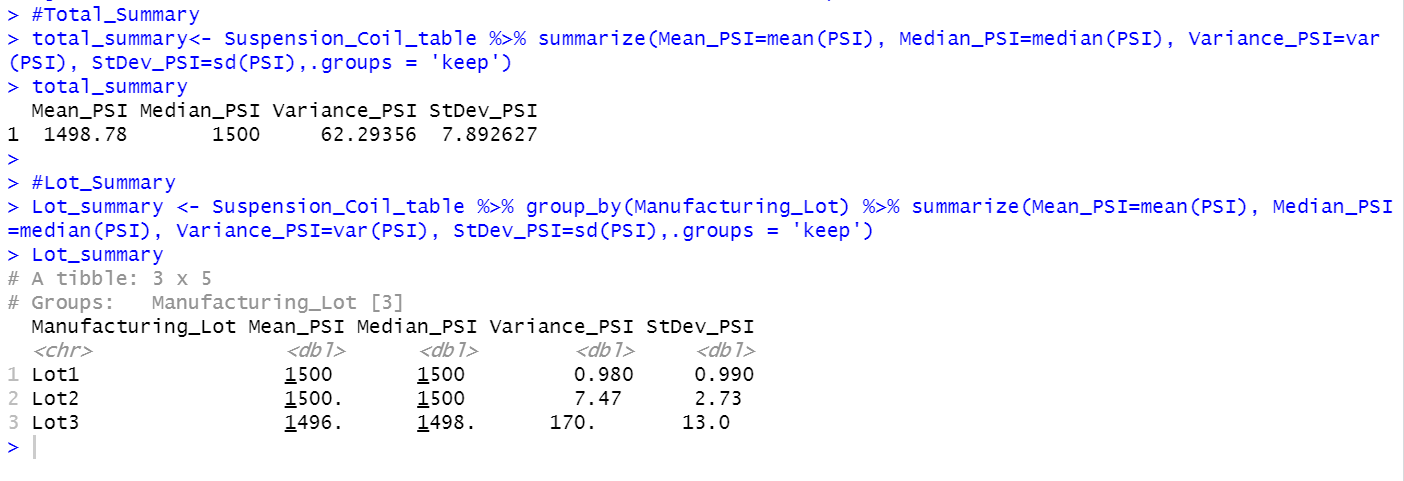 > #Total_Summary
> total_summary<- Suspension_Coil_table %>% summarize(Mean_PSI=mean(PSI), Median_PSI=median(PSI), Variance_PSI=var
(PSI), StDev_PSI=sd(PSI),.groups = 'keep')
> total_summary
  Mean_PSI Median_PSI Variance_PSI StDev_PSI
1  1498.78       1500     62.29356  7.892627
>
> #Lot_Summary
> Lot_summary <- Suspension_Coil_table %>% group_by(Manufacturing_Lot) %>% summarize(Mean_PSI=mean(PSI), Median_PSI
=median(PSI), Variance_PSI=var(PSI), StDev_PSI=sd(PSI),.groups = 'keep')
> Lot_summary
# A tibble: 3 x 5
# Groups:   Manufacturing_Lot [3]
  Manufacturing_Lot Mean_PSI Median_PSI Variance_PSI StDev_PSI
  <chr>                <dbl>      <dbl>        <dbl>     <dbl>
1 Lot1                 1500       1500         0.980     0.990
2 Lot2                 1500.      1500         7.47      2.73
3 Lot3                 1496.      1498.      170.       13.0
>